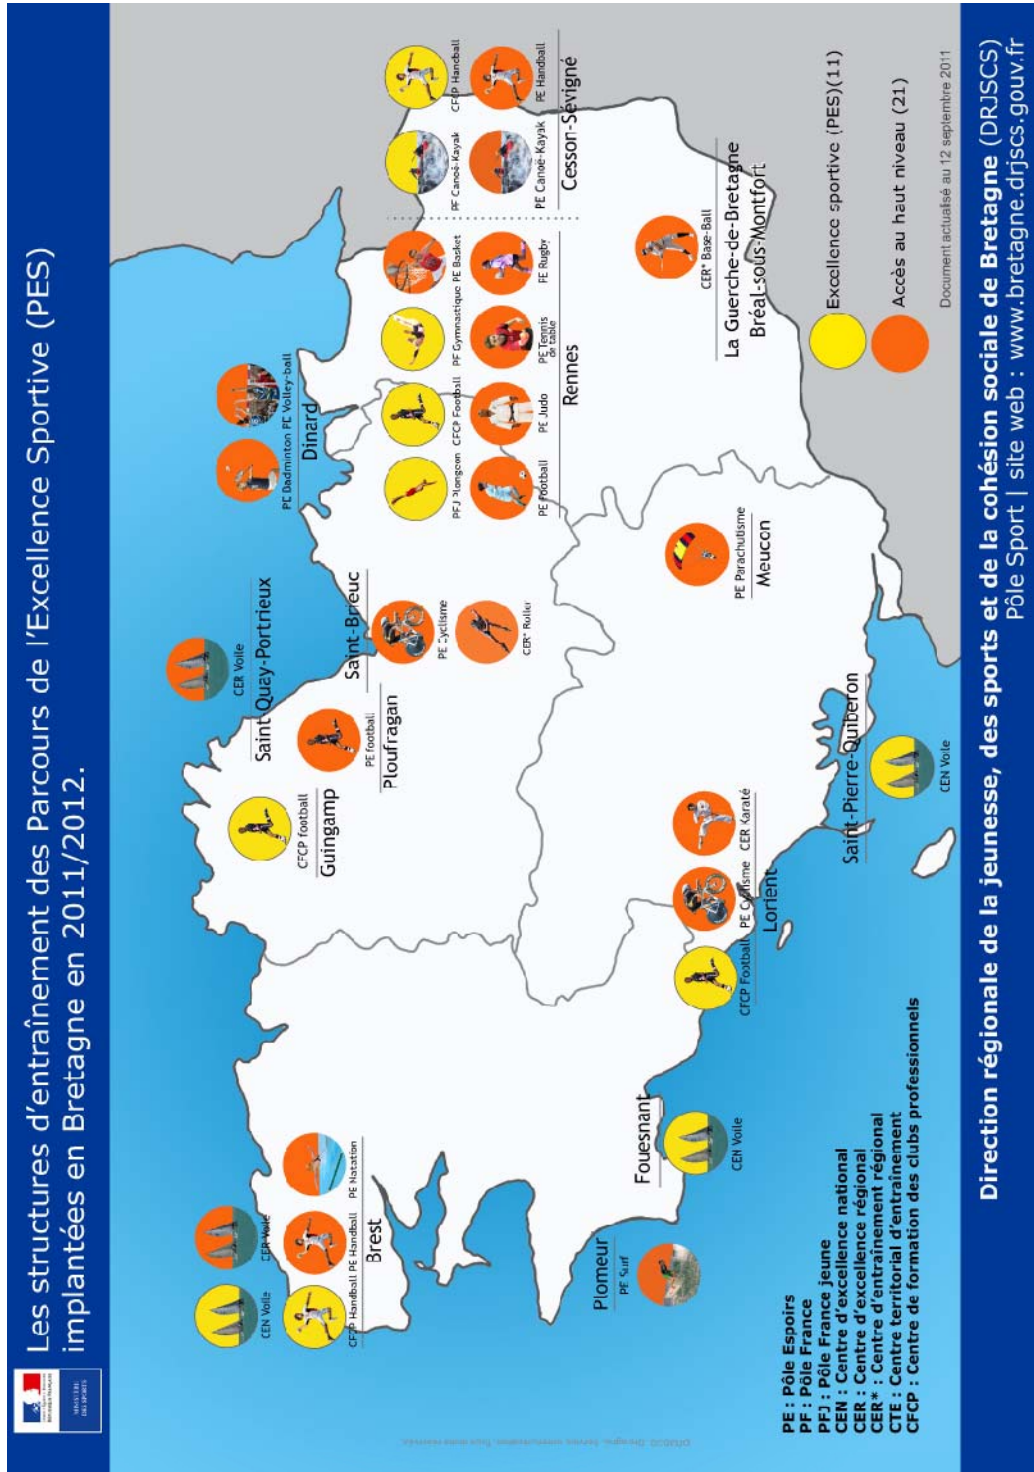 Les structures d'entraînement des Parcours de l'Excellence Sportive (PES)
implantées en Bretagne en 2011/2012.
MINISTÈRE
DES SPORTS
CEN Voile
CER Voile
CFCP Handball
PE Handball
PE Natation
Brest
CFCP football
Guingamp
CER Voile
Saint-Quay-Portrieux
PE football
Ploufragan
Saint-Brieuc
PE Cyclisme
CER* Roller
PE Badminton
PE Volley-ball
Dinard
PFJ Plongeon
CFCP Football
PF Gymnastique
PE Basket
PE Football
PE Judo
PE Tennis
de table
PE Rugby
Rennes
PF Canoë-Kayak
CFCP Handball
PE Canoë-Kayak
PE Handball
Cesson-Sévigné
Plomeur
PE Surf
Fouesnant
CEN Voile
CFCP Football
PE Cyclisme
CER Karaté
Lorient
Saint-Pierre-Quiberon
CEN Voile
PE Parachutisme
Meucon
CER* Base-Ball
La Guerche-de-Bretagne
Bréal-sous-Montfort
PE : Pôle Espoirs
PF : Pôle France
PFJ : Pôle France jeune
CEN : Centre d'excellence national
CER : Centre d'excellence régional
CER* : Centre d'entrainement régional
CTE : Centre territorial d'entraînement
CFCP : Centre de formation des clubs professionnels
Excellence sportive (PES)(11)
Accès au haut niveau (21)
Document actualisé au 12 septembre 2011
Direction régionale de la jeunesse, des sports et de la cohésion sociale de Bretagne (DRJSCS)
Pôle Sport | site web : www.bretagne.drjscs.gouv.fr